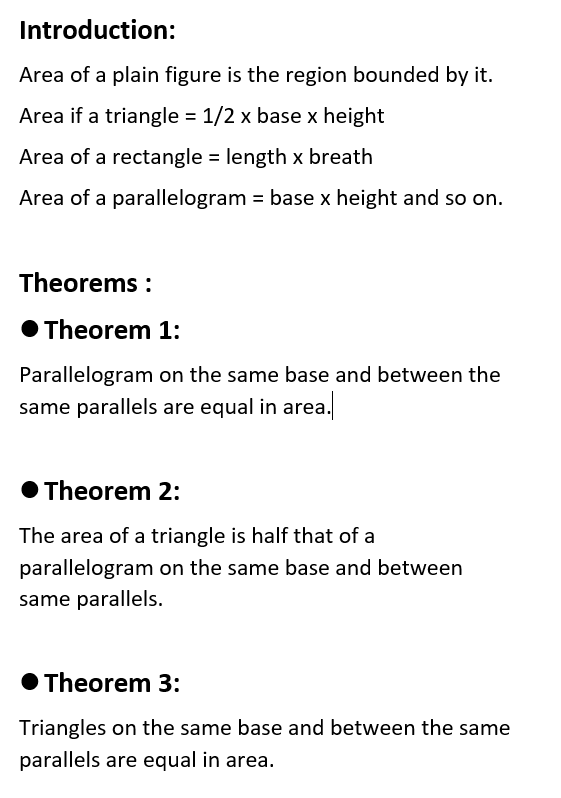 Introduction:
Area of a plain figure is the region bounded by it.
Area if a triangle = 1/2 x base x height
Area of a rectangle = length x breath
Area of a parallelogram = base x height and so on.
Theorems :
● Theorem 1:
Parallelogram on the same base and between the
same parallels are equal in area.
● Theorem 2:
The area of a triangle is half that of a
parallelogram on the same base and between
same parallels.
● Theorem 3:
Triangles on the same base and between the same
parallels are equal in area.